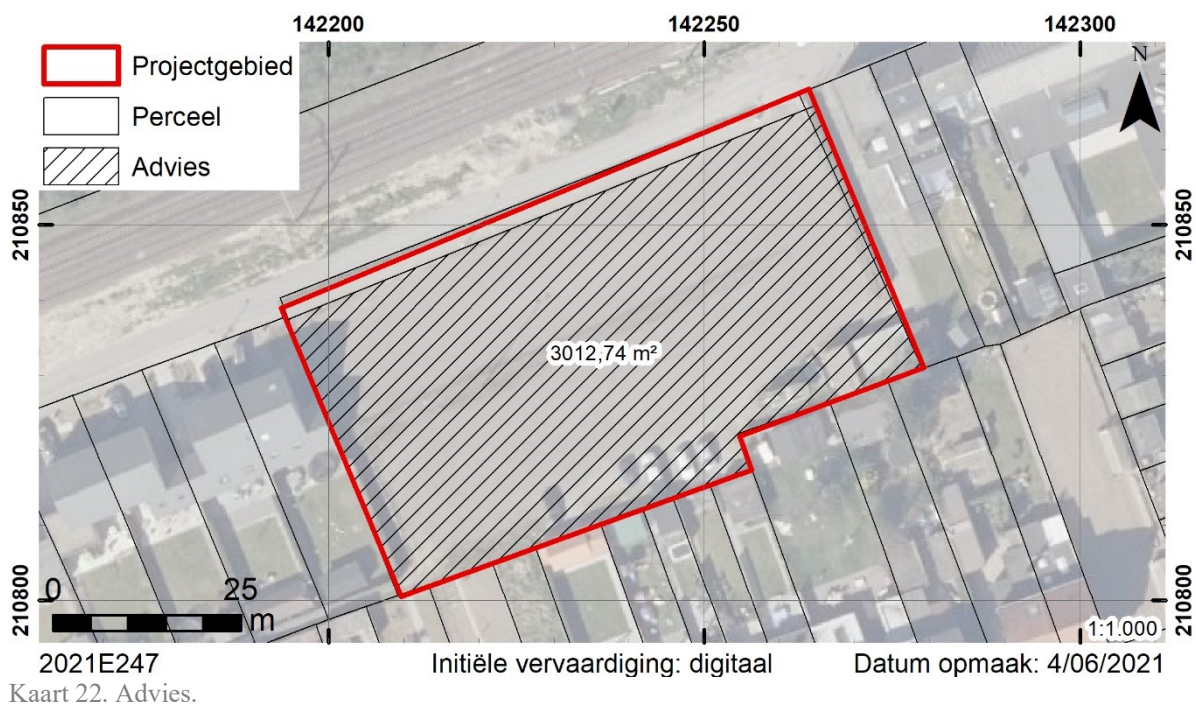 142200 142250 142300
Projectgebied
Perceel
Advies
N
210850 210850
3012,74 m²
210800 210800
0 25
m
1:1.000
2021E247 Initiële vervaardiging: digitaal Datum opmaak: 4/06/2021
Kaart 22. Advies.